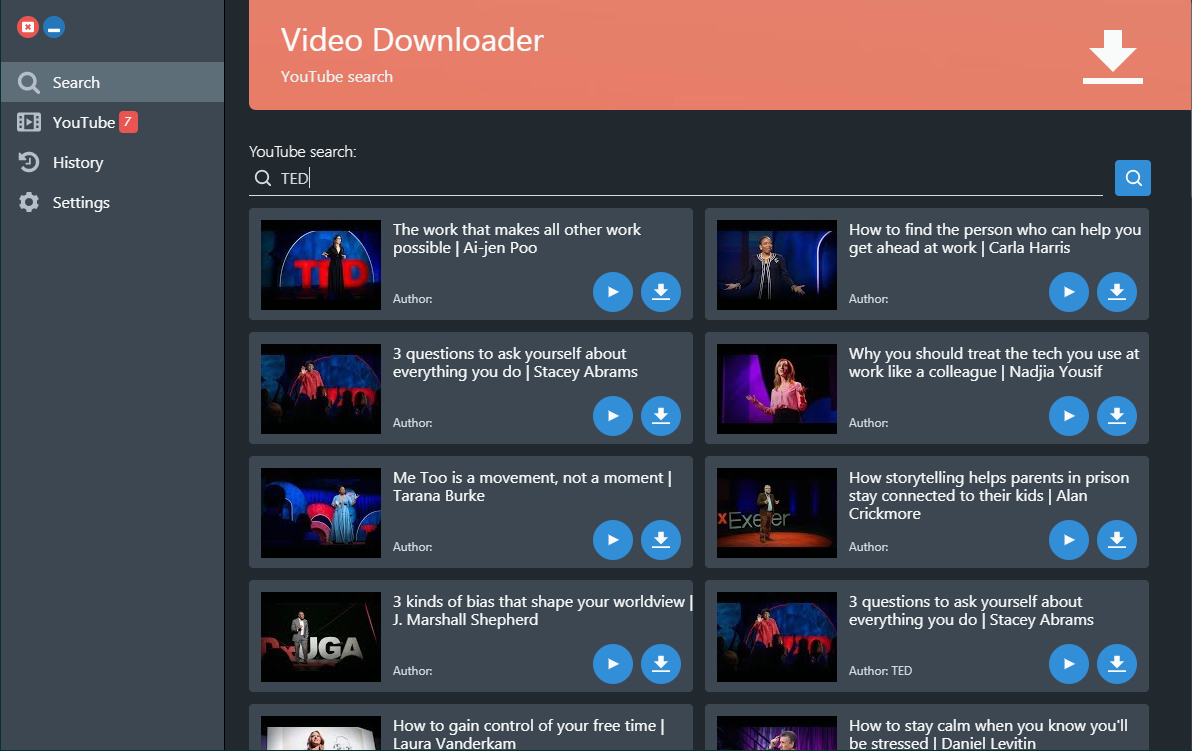 Video Downloader
YouTube search
Search
YouTube 7
History
Settings
YouTube search:
TED
TED
The work that makes all other work
possible | Ai-jen Poo
Author:
How to find the person who can help you
get ahead at work | Carla Harris
Author:
3 questions to ask yourself about
everything you do | Stacey Abrams
Author:
Why you should treat the tech you use at
work like a colleague | Nadjia Yousif
Author:
Me Too is a movement, not a moment |
Tarana Burke
Author:
xExeter
How storytelling helps parents in prison
stay connected to their kids | Alan
Crickmore
Author:
DxUGA
3 kinds of bias that shape your worldview |
J. Marshall Shepherd
Author:
3 questions to ask yourself about
everything you do | Stacey Abrams
Author: TED
How to gain control of your free time |
Laura Vanderkam
How to stay calm when you know you'll
be stressed | Daniel Levitin